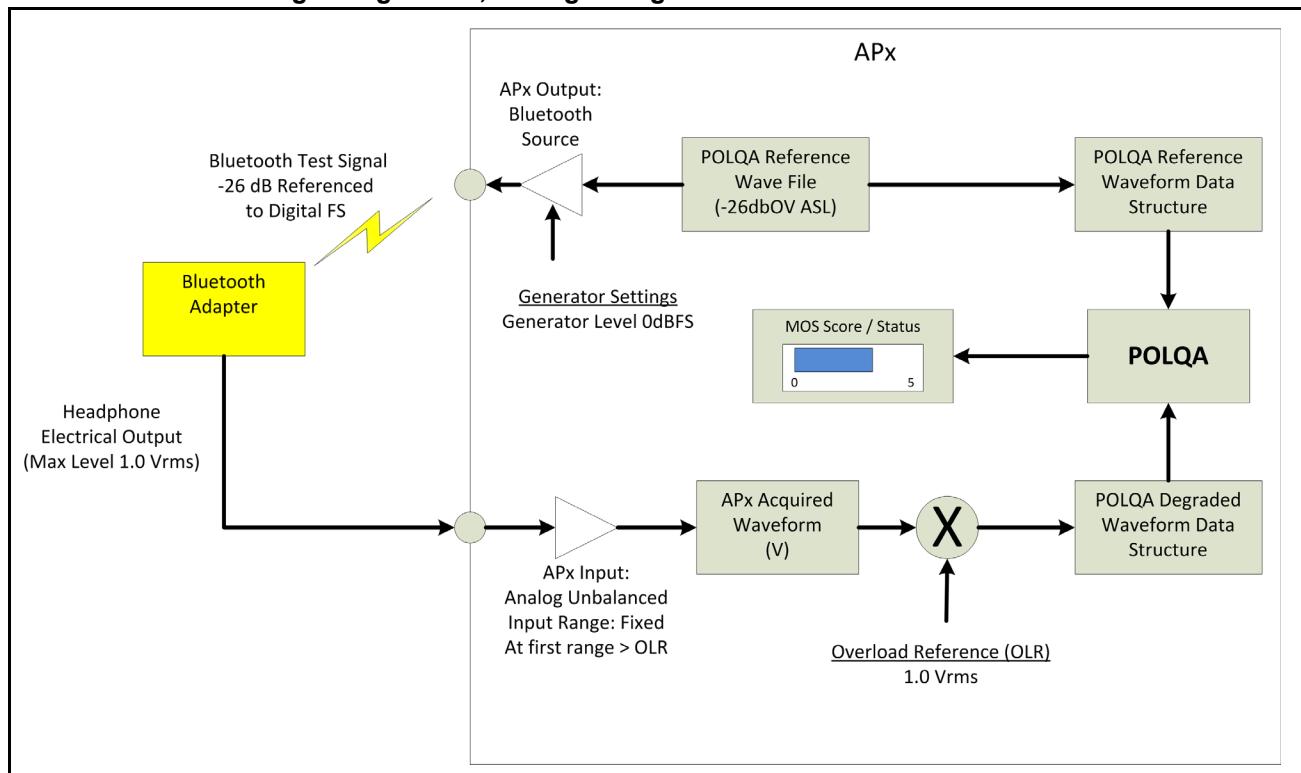 APx
APx Output:
Bluetooth
Source
Bluetooth Test Signal
-26 dB Referenced
to Digital FS
POLQA Reference
Wave File
(-26dbOV ASL)
POLQA Reference
Waveform Data
Structure
Bluetooth
Adapter
Generator Settings
Generator Level 0dBFS
MOS Score / Status
0 5
POLQA
Headphone
Electrical Output
(Max Level 1.0 Vrms)
APx Acquired
Waveform
(V)
X
POLQA Degraded
Waveform Data
Structure
APx Input:
Analog Unbalanced
Input Range: Fixed
At first range > OLR
Overload Reference (OLR)
1.0 Vrms